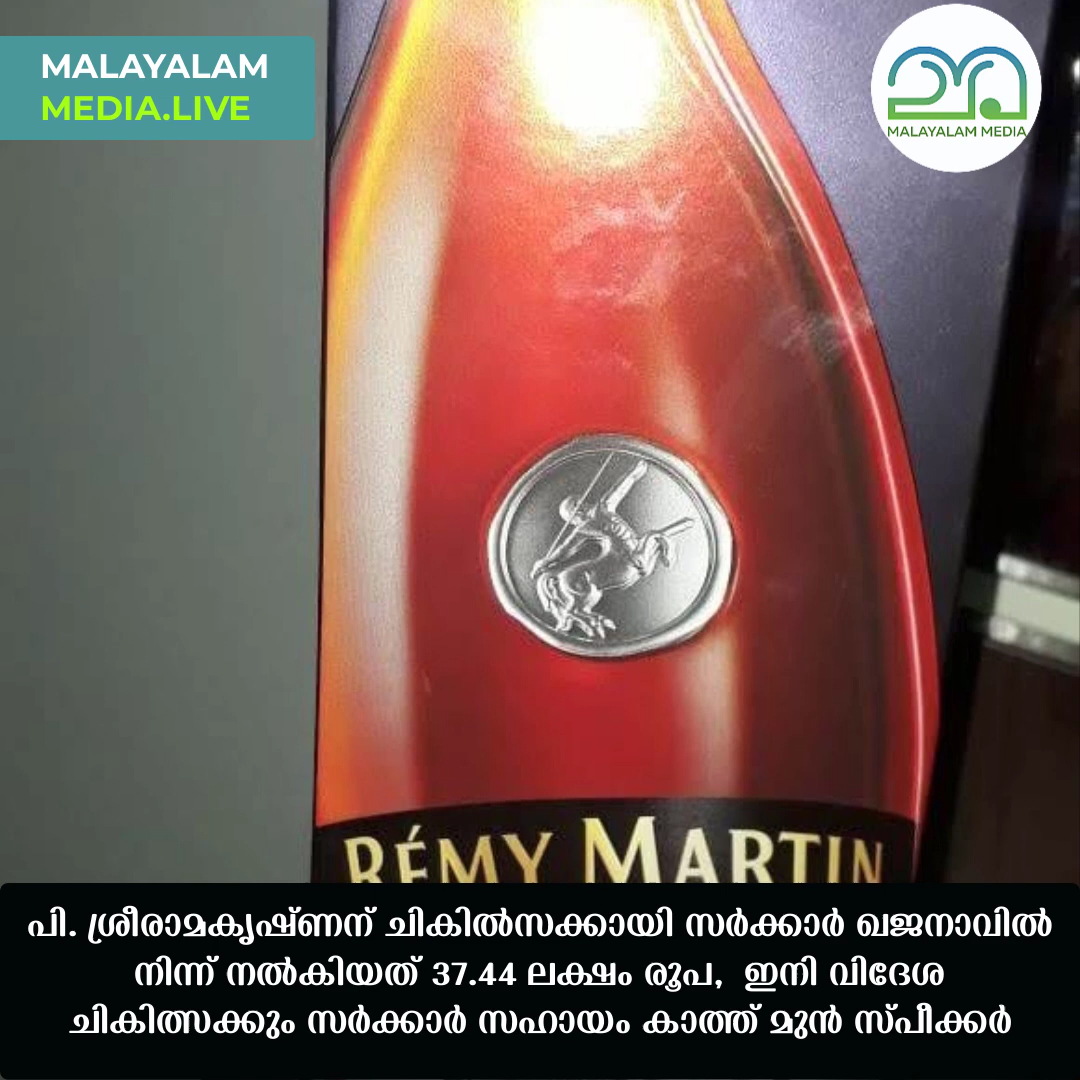 MALAYALAM
MEDIA.LIVE
MALAYALAM MEDIA
RÉMY MARTIN
പി. ശ്രീരാമകൃഷ്ണന് ചികിൽസക്കായി സർക്കാർ ഖജനാവിൽ
നിന്ന് നൽകിയത് 37.44 ലക്ഷം രൂപ, ഇനി വിദേശ
ചികിത്സക്കും സർക്കാർ സഹായം കാത്ത് മുൻ സ്പീക്കർ